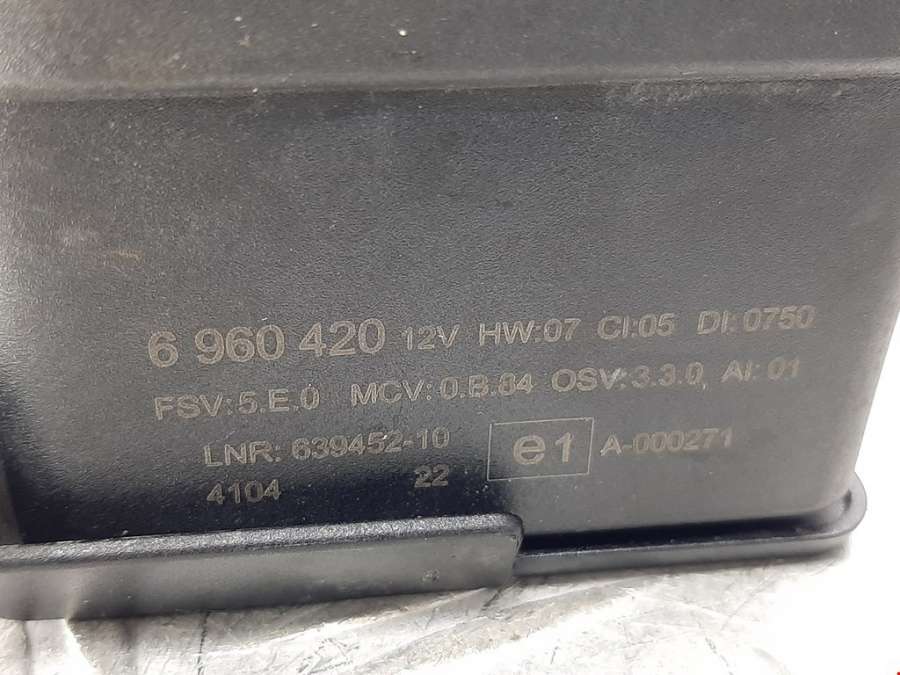 6 960 420 12V HW:07 CI:05 DI:0750
FSV:5.E.0 MCV:0.B.84 OSV:3.3.0, AI:01
LNR: 639452-10 e1 A-000271
4104 22